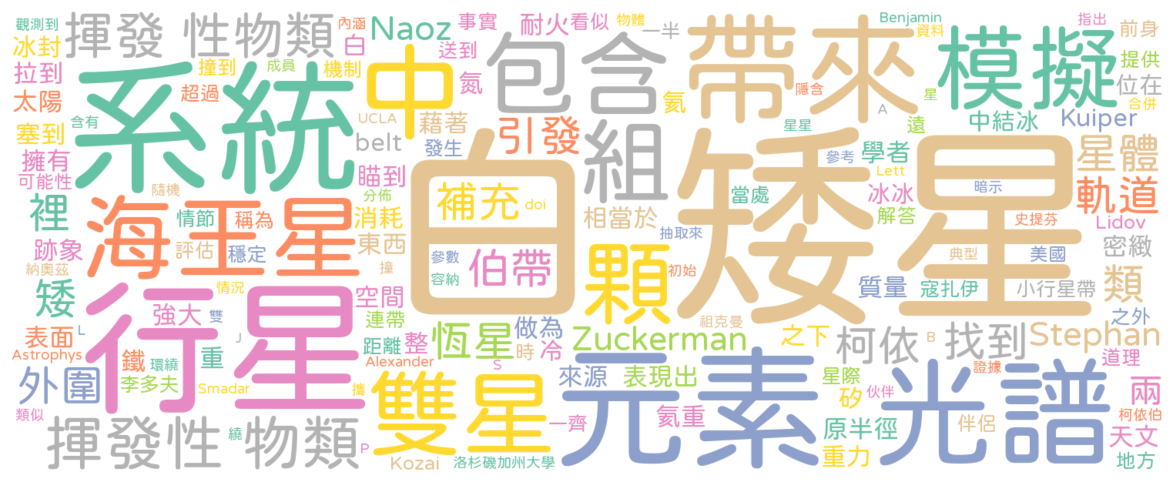 觀測到 揮發 性物類 內涵 Naoz 事實 耐火 看似 物體 一半 帶來 Benjamin 資料 模擬 指出 前身
冰封 白 中 送到 包含 提供
拉到 撞到 成員 機制 氮 隱含 星 位在
太陽 超過 系統 氦 A 合併
塞到 含有 UCLA 藉著 引發 組 遠 中結冰 Kuiper
擁有 belt 發生 白 矮星 星星 參考 學者 星體
可能性 隨機 瞄到 分佈 Lett 冰冰 暗示 軌道
裡 海王星 情節 稱為 消耗 補充 doi 相當於 當處 解答 史提芬 Lidov
跡象 評估 穩定 東西 抽取來 典型 美國 密緻
納奧茲 撞 參數 伯帶 顆 初始
矮 行星 情況 空間 容納 質量 寇扎伊 小行星帶 類
強大 連帶 祖克曼 之外
表面 L 雙 距離 整 恆星 做為 Zuckerman 之下 柯依 B 找到 Stephan
Astrophys 鐵 環繞 重 J Alexander 時 冷 道理
外圍 李多夫 Smadar 攜 雙星 S 來源 表現出 元素 星際 伙伴 光譜 證據 兩
類似 矽 柯依伯
揮發性 物類 繞 一齊 氦重 原半徑 伴侶 天文
P Kozai 洛杉磯加州大學 重力 地方